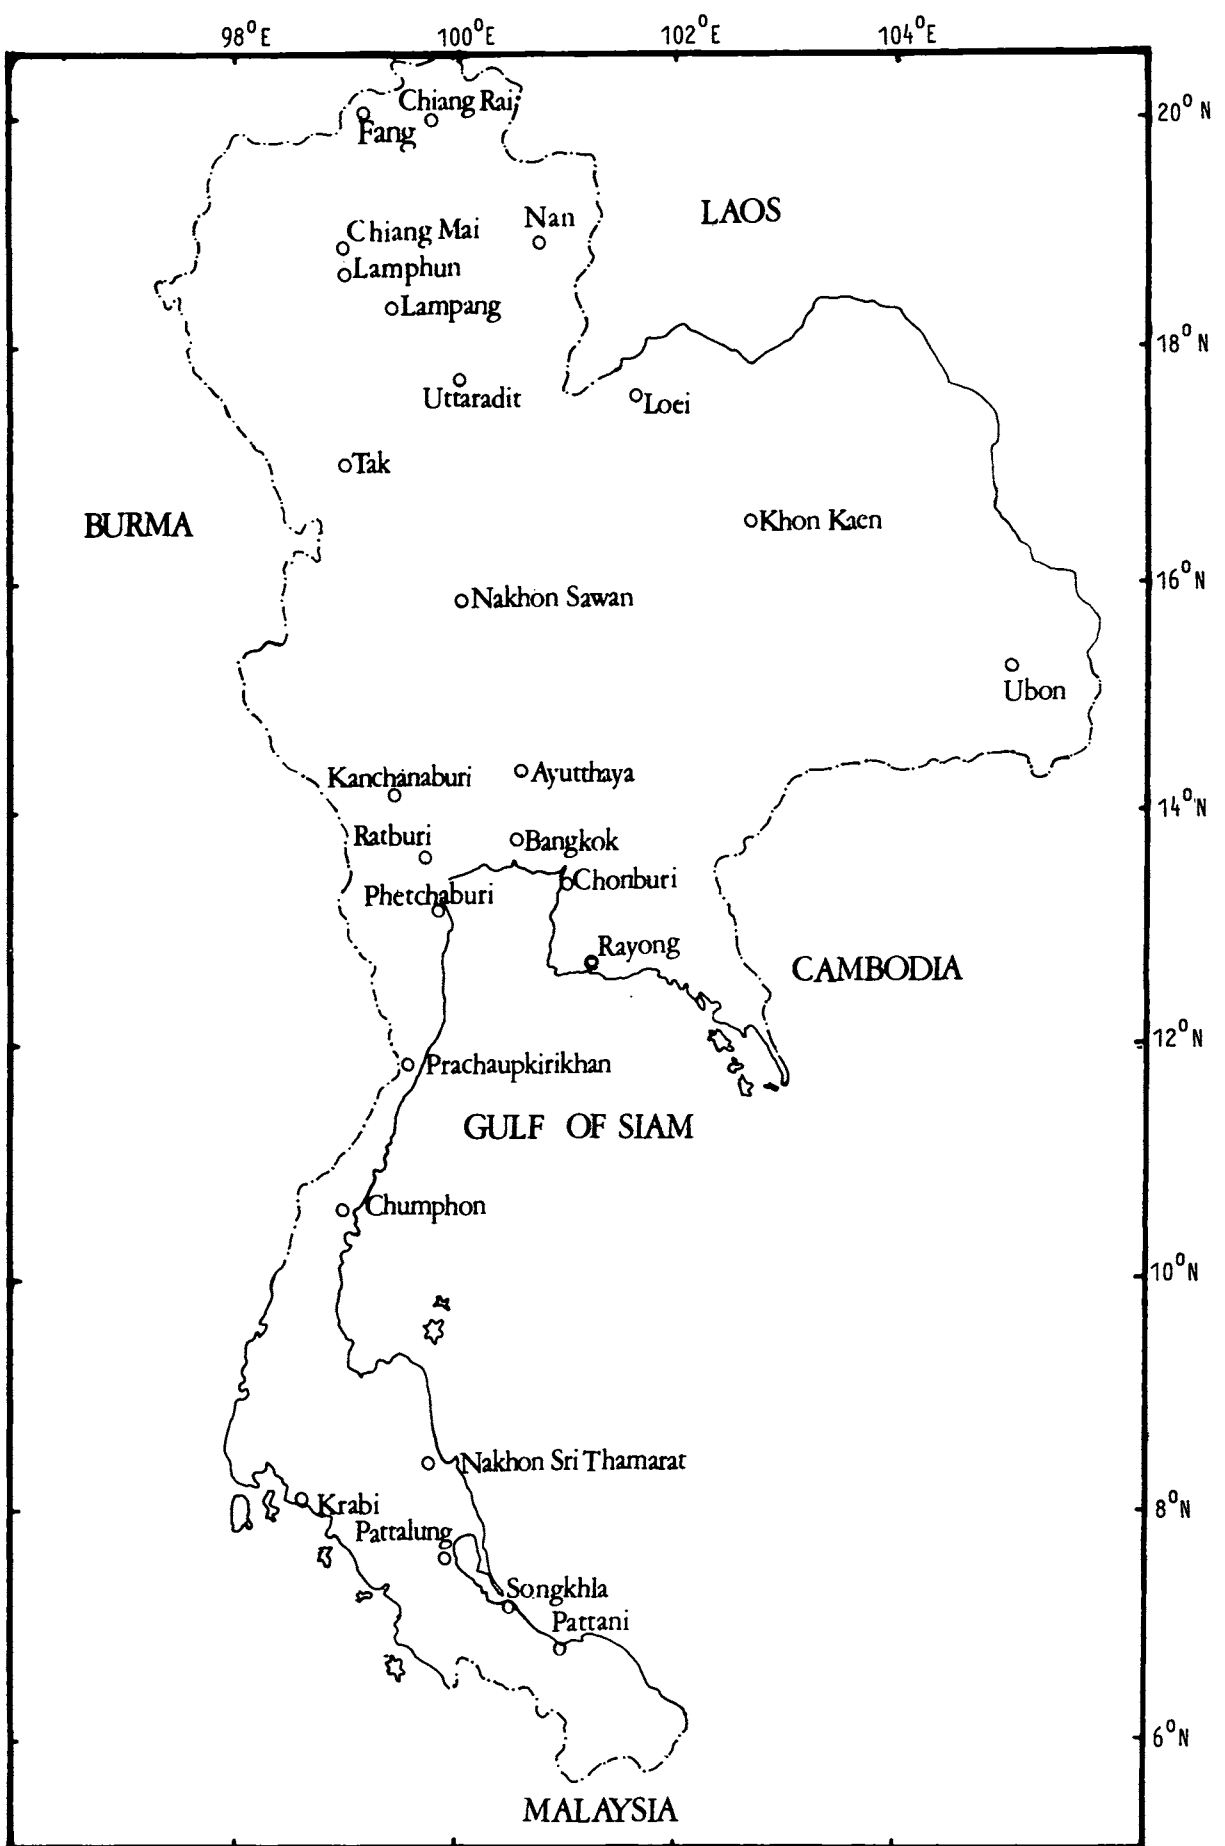 98°E 100°E 102°E 104°E
Chiang Rai
20°N
Fang
LAOS
Nan
Chiang Mai
Lamphun
Lampang
18°N
Uttaradit
Loei
Tak
BURMA
Khon Kaen
16°N
Nakhon Sawan
Ubon
Kanchanaburi
Ayutthaya
14°N
Ratburi
Bangkok
Chonburi
Phetchaburi
Rayong
CAMBODIA
12°N
Prachaupkirikhan
GULF OF SIAM
Chumphon
10°N
Nakhon Sri Thamarat
Krabi
8°N
Pattalung
Songkhla
Pattani
6°N
MALAYSIA